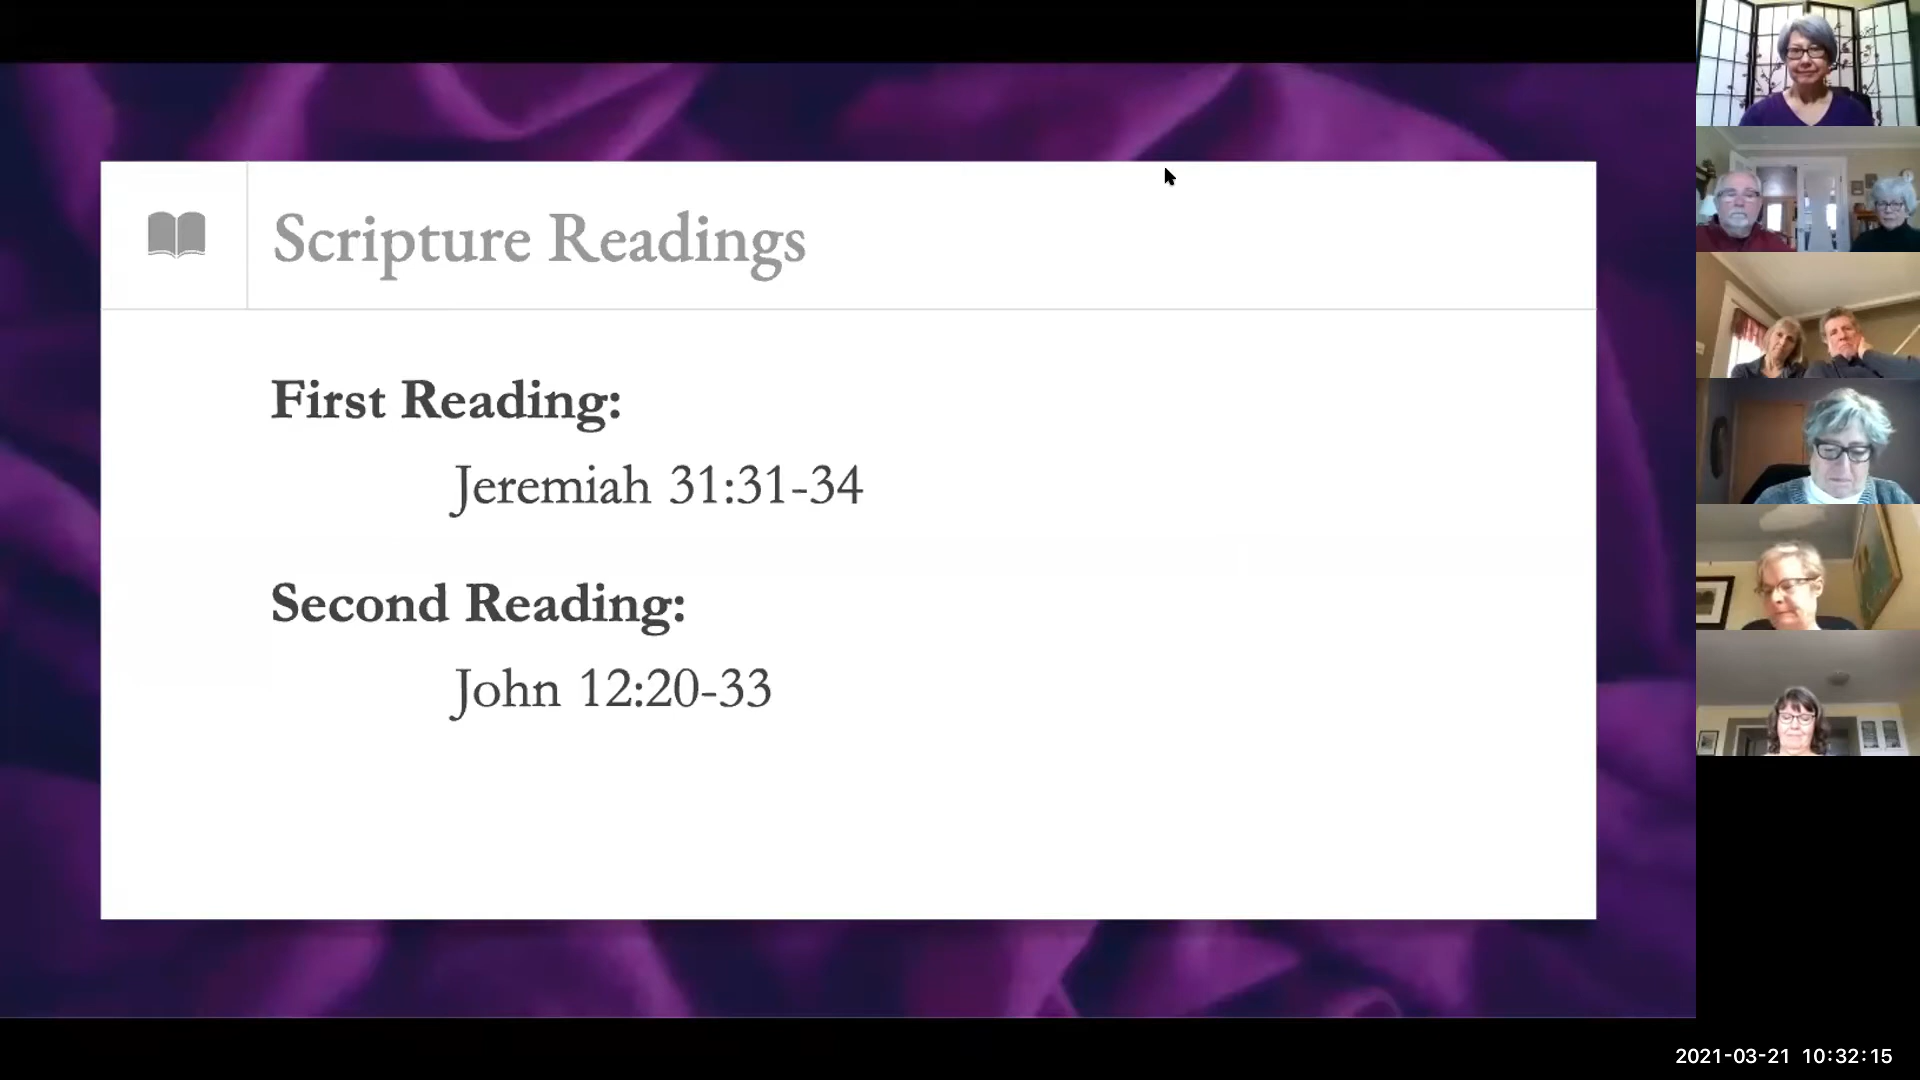 Scripture Readings
First Reading:
Jeremiah 31:31-34
Second Reading:
John 12:20-33
2021-03-21 10:32:15